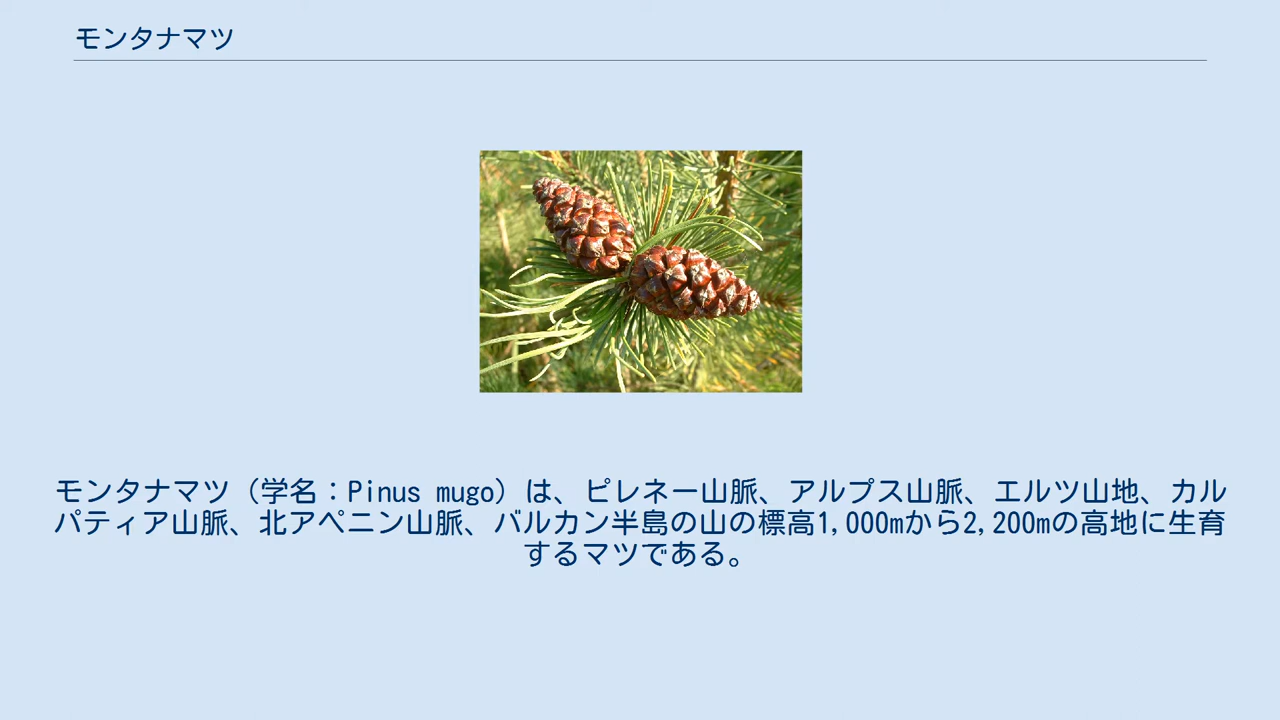 モンタナマツ
モンタナマツ（学名：Pinus mugo）は、ピレネー山脈、アルプス山脈、エルツ山地、カル
パティア山脈、北アペニン山脈、バルカン半島の山の標高1,000mから2,200mの高地に生育
するマツである。